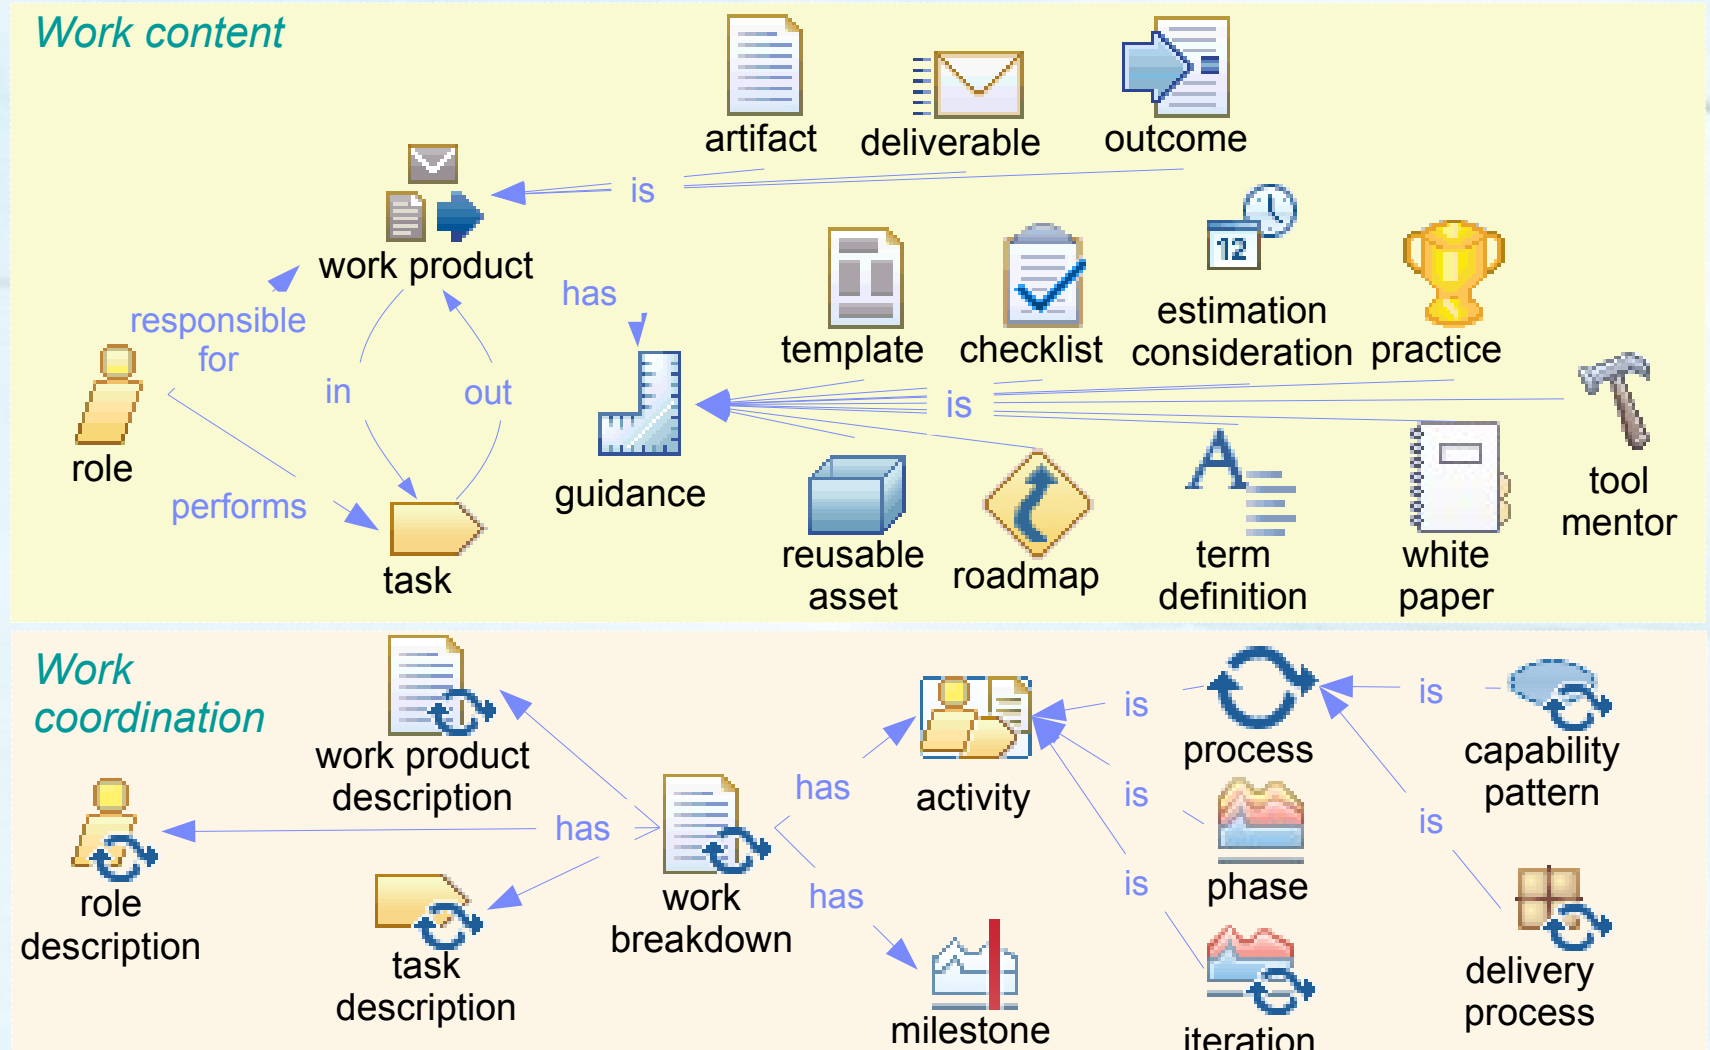 Work content
artifact
deliverable
outcome
is
work product
has
responsible
for
in
out
template
checklist
estimation
consideration
practice
is
role
performs
task
guidance
reusable
asset
roadmap
12
A
term
definition
white
paper
tool
mentor
Work
coordination
work product
description
role
description
has
task
description
work
breakdown
has
has
activity
milestone
is
is
is
process
phase
iteration
is
is
capability
pattern
delivery
process